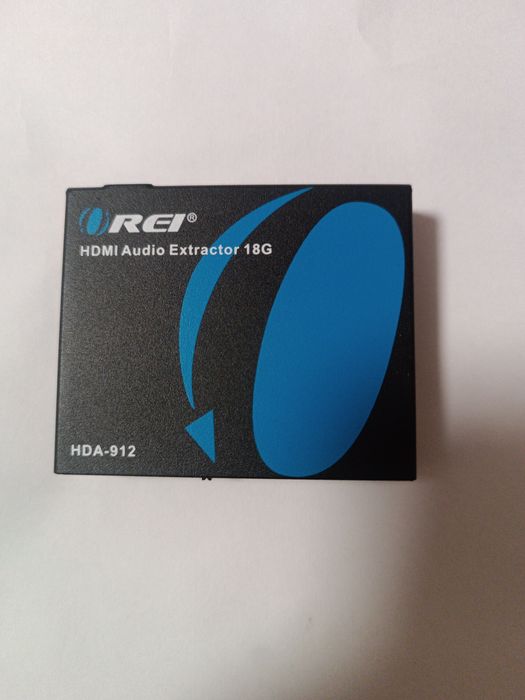 OREI®
HDMI Audio Extractor 18G
HDA-912